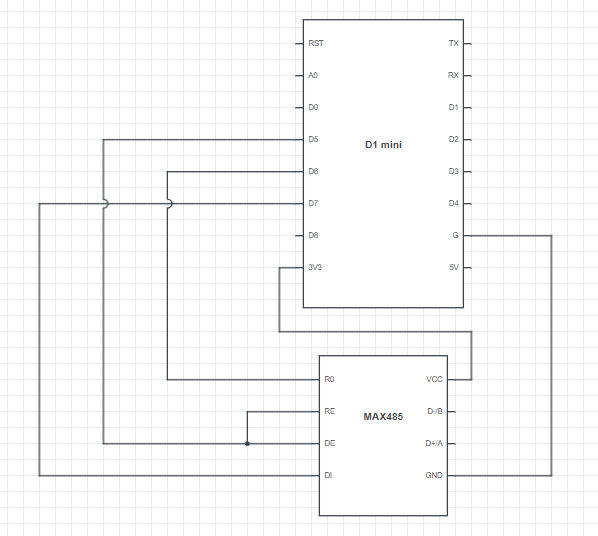 RST TX
A0 RX
D0 D1
D5 D2
D1 mini
D6 D3
D7 D4
D8 G
3V3 5V
R0 VCC
RE D-/B
MAX485
DE D+/A
DI GND